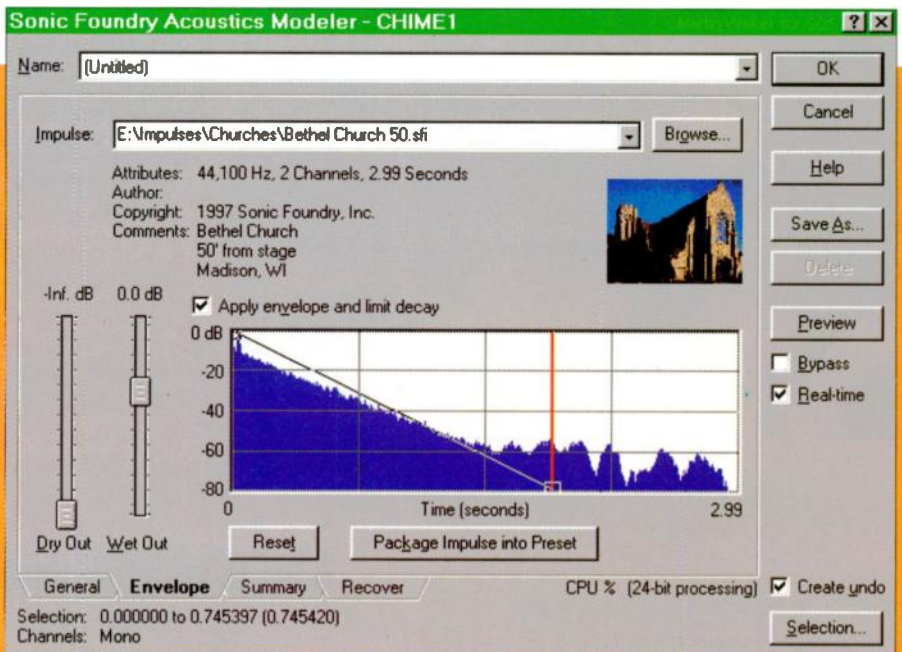 Sonic Foundry Acoustics Modeler - CHIME1
Name: (Untitled)
OK
Cancel
Impulse: E:\Impulses\Churches\Bethel Church 50.sfi
Browse...
Help
Attributes: 44,100 Hz, 2 Channels, 2.99 Seconds
Author:
Copyright: 1997 Sonic Foundry, Inc.
Comments: Bethel Church
50' from stage
Madison, WI
Save As...
Delete
-Inf. dB 0.0 dB
Apply envelope and limit decay
Preview
Bypass
Real-time
0 dB
-20
-40
-60
-80
0 Time (seconds) 2.99
Dry Out Wet Out
Reset
Package Impulse into Preset
General Envelope Summary Recover
CPU % (24-bit processing)
Create undo
Selection: 0.000000 to 0.745397 (0.745420)
Channels: Mono
Selection...